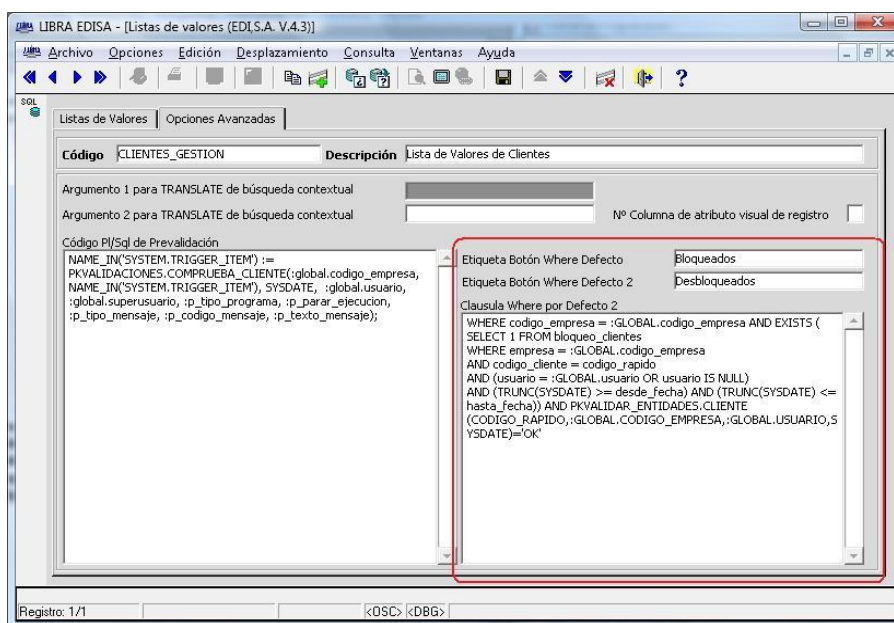 LIBRA EDISA - [Listas de valores (EDI,S.A. V.4.3)]
Archivo Opciones Edición Desplazamiento Consulta Ventanas Ayuda
SQL
Listas de Valores Opciones Avanzadas
Código CLIENTES_GESTION Descripción Lista de Valores de Clientes
Argumento 1 para TRANSLATE de búsqueda contextual
Argumento 2 para TRANSLATE de búsqueda contextual Nº Columna de atributo visual de registro
Código Pl/Sql de Prevalidación
NAME_IN('SYSTEM.TRIGGER_ITEM') :=
PKVALIDACIONES.COMPRUEBA_CLIENTE(:global.codigo_empresa,
NAME_IN('SYSTEM.TRIGGER_ITEM'), SYSDATE, :global.usuario,
:global.superusuario, :p_tipo_programa, :p_parar_ejecucion,
:p_tipo_mensaje, :p_codigo_mensaje, :p_texto_mensaje);
Etiqueta Botón Where Defecto Bloqueados
Etiqueta Botón Where Defecto 2 Desbloqueados
Clausula Where por Defecto 2
WHERE codigo_empresa = :GLOBAL.codigo_empresa AND EXISTS (
SELECT 1 FROM bloqueo_clientes
WHERE empresa = :GLOBAL.codigo_empresa
AND codigo_cliente = codigo_rapido
AND (usuario = :GLOBAL.usuario OR usuario IS NULL)
AND (TRUNC(SYSDATE) >= desde_fecha) AND (TRUNC(SYSDATE) <=
hasta_fecha)) AND PKVALIDAR_ENTIDADES.CLIENTE
(CODIGO_RAPIDO,:GLOBAL.CODIGO_EMPRESA,:GLOBAL.USUARIO,S
YSDATE)='OK'
Registro: 1/1 <OSC> <DBG>